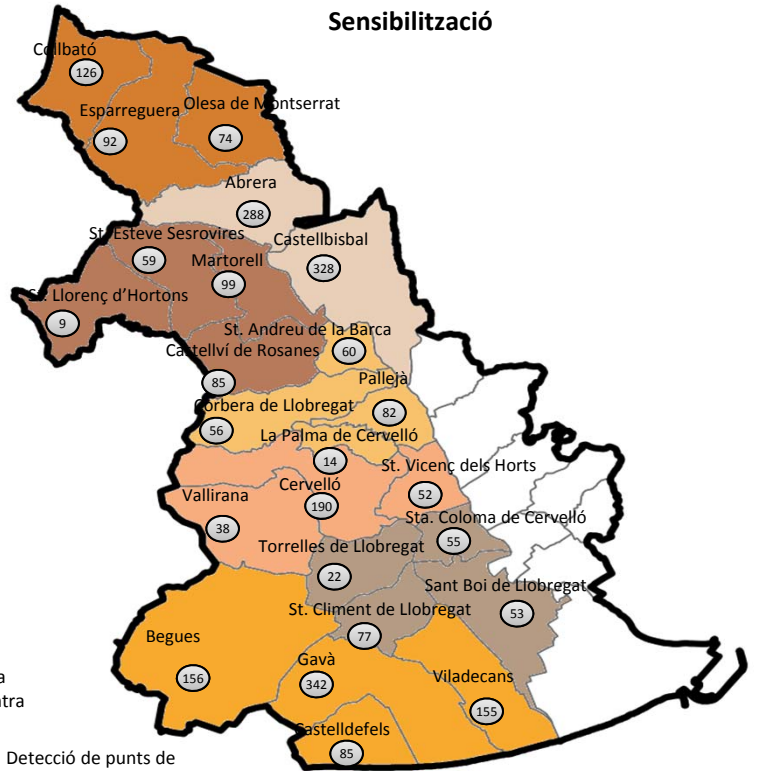 Sensibilització
Collbató
126
Esparreguera
92
Olesa de Montserrat
74
Abrera
288
St. Esteve Sesrovires
59
Martorell
99
Castellbisbal
328
St. Llorenç d’Hortons
9
St. Andreu de la Barca
60
Castellví de Rosanes
85
Pallejà
82
Corbera de Llobregat
56
La Palma de Cervelló
14
St. Vicenç dels Horts
52
Cervelló
190
Vallirana
38
Sta. Coloma de Cervelló
55
Torrelles de Llobregat
22
Sant Boi de Llobregat
53
St. Climent de Llobregat
77
Begues
156
Gavà
342
Viladecans
155
Castelldefels
85
a
tra
Detecció de punts de